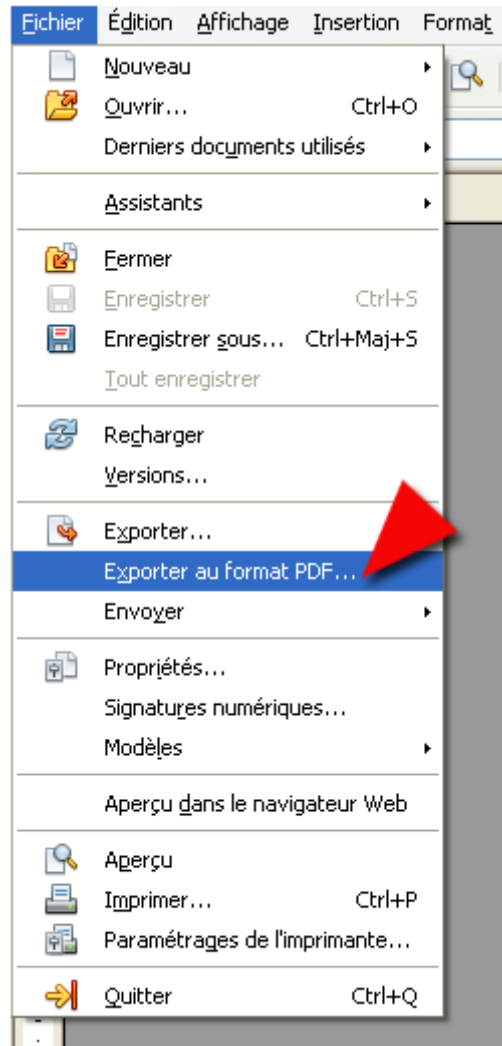 Fichier Édition Affichage Insertion Format
Nouveau
Ouvrir... Ctrl+O
Derniers documents utilisés
Assistants
Fermer
Enregistrer Ctrl+S
Enregistrer sous... Ctrl+Maj+S
Tout enregistrer
Recharger
Versions...
Exporter...
Exporter au format PDF...
Envoyer
Propriétés...
Signatures numériques...
Modèles
Aperçu dans le navigateur Web
Aperçu
Imprimer... Ctrl+P
Paramétrages de l'imprimante...
Quitter Ctrl+Q